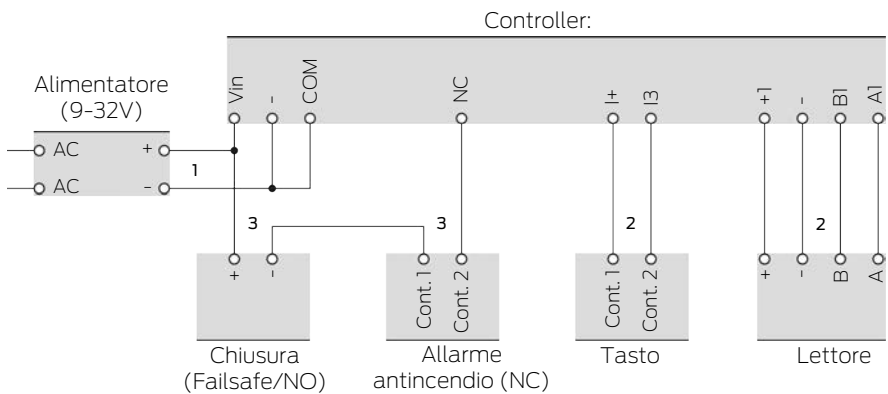 Controller:
Alimentatore
(9-32V)
Vin
-
COM
NC
I+
I3
+1
-
B1
A1
AC
+
AC
-
1
3
3
2
2
+
-
Cont. 1
Cont. 2
Cont. 1
Cont. 2
+
-
B
A
Chiusura
(Failsafe/NO)
Allarme
antincendio (NC)
Tasto
Lettore